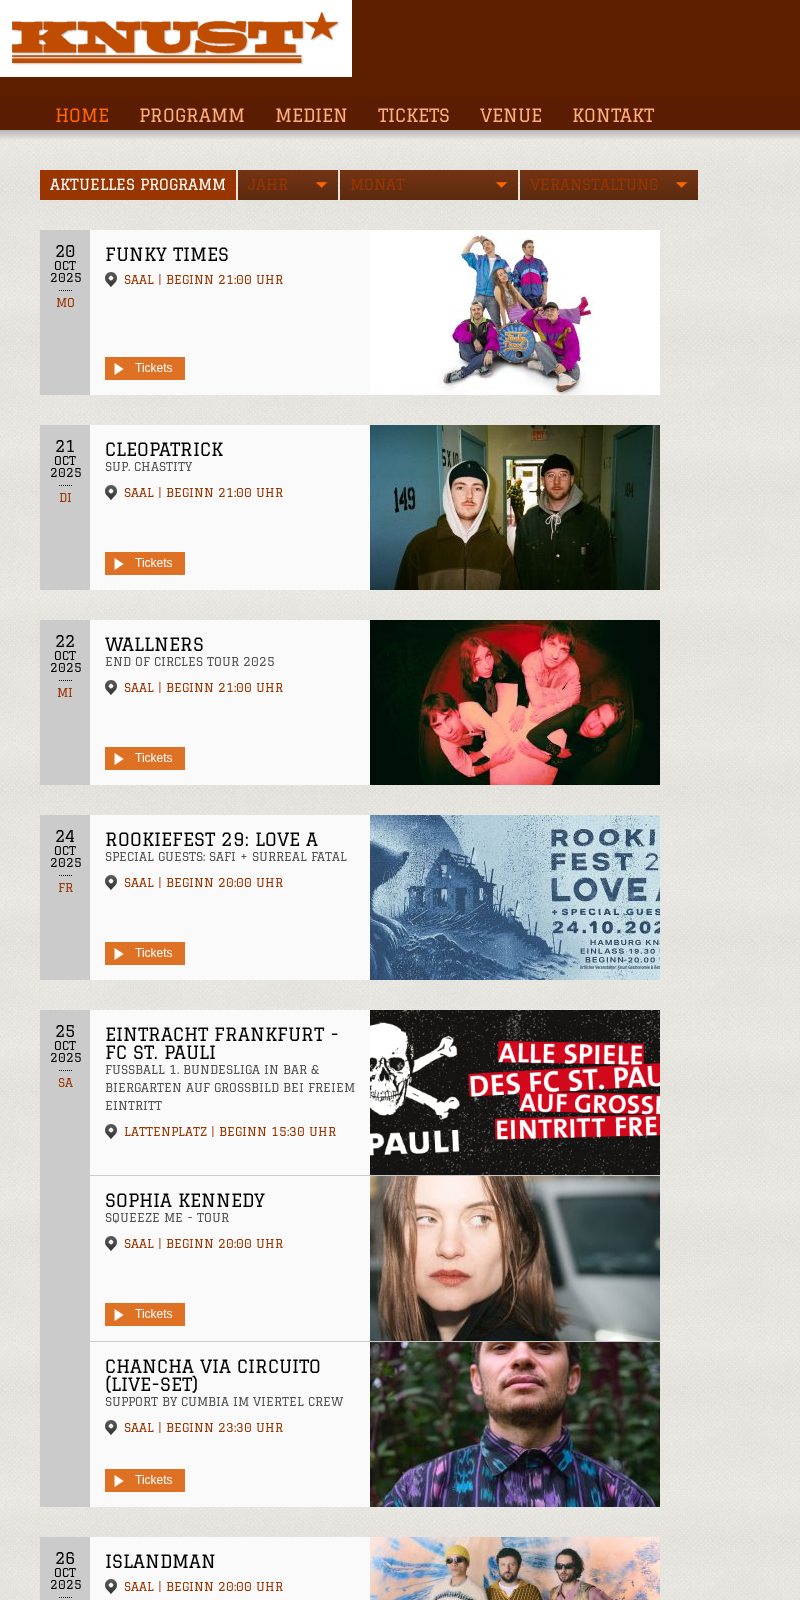 KNUST
HOME PROGRAMM MEDIEN TICKETS VENUE KONTAKT
AKTUELLES PROGRAMM JAHR MONAT VERANSTALTUNG
20
OCT
2025
MO
FUNKY TIMES
SAAL | BEGINN 21:00 UHR
Tickets
21
OCT
2025
DI
CLEOPATRICK
SUP. CHASTITY
SAAL | BEGINN 21:00 UHR
Tickets
149
22
OCT
2025
MI
WALLNERS
END OF CIRCLES TOUR 2025
SAAL | BEGINN 21:00 UHR
Tickets
24
OCT
2025
FR
ROOKIEFEST 29: LOVE A
SPECIAL GUESTS: SAFI + SURREAL FATAL
SAAL | BEGINN 20:00 UHR
Tickets
ROOKI
FEST 2
LOVE A
+ SPECIAL GUES
24.10.202
HAMBURG KN
EINLASS 19.30
BEGINN 20.00
25
OCT
2025
SA
EINTRACHT FRANKFURT -
FC ST. PAULI
FUSSBALL 1. BUNDESLIGA IN BAR &
BIERGARTEN AUF GROSSBILD BEI FREIEM
EINTRITT
LATTENPLATZ | BEGINN 15:30 UHR
PAULI
ALLE SPIELE
DES FC ST. PAU
AUF GROSS
EINTRITT FRE
SOPHIA KENNEDY
SQUEEZE ME - TOUR
SAAL | BEGINN 20:00 UHR
Tickets
CHANCHA VIA CIRCUITO
(LIVE-SET)
SUPPORT BY CUMBIA IM VIERTEL CREW
SAAL | BEGINN 23:30 UHR
Tickets
26
OCT
2025
ISLANDMAN
SAAL | BEGINN 20:00 UHR